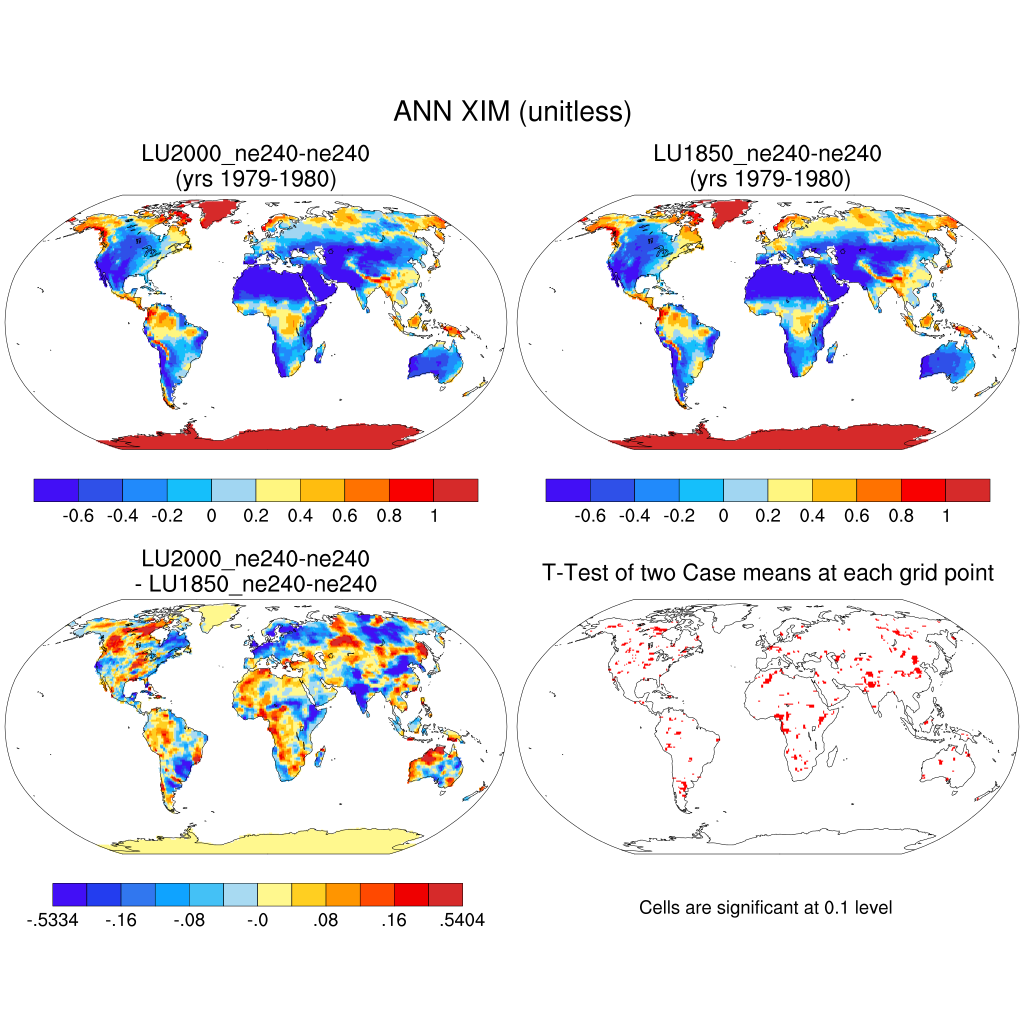 ANN XIM (unitless)
LU2000_ne240-ne240
(yrs 1979-1980)
LU1850_ne240-ne240
(yrs 1979-1980)
-0.6 -0.4 -0.2 0 0.2 0.4 0.6 0.8 1
-0.6 -0.4 -0.2 0 0.2 0.4 0.6 0.8 1
LU2000_ne240-ne240
- LU1850_ne240-ne240
T-Test of two Case means at each grid point
-.5334 -.16 -.08 -.0 .08 .16 .5404
Cells are significant at 0.1 level